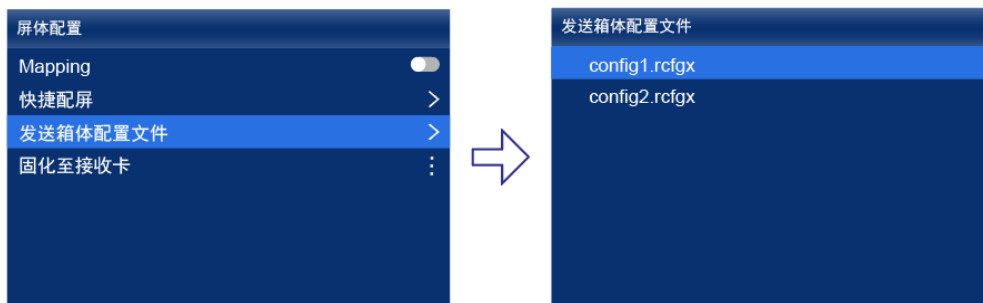 屏体配置
Mapping
快捷配屏
发送箱体配置文件
固化至接收卡
发送箱体配置文件
config1.rcfgx
config2.rcfgx